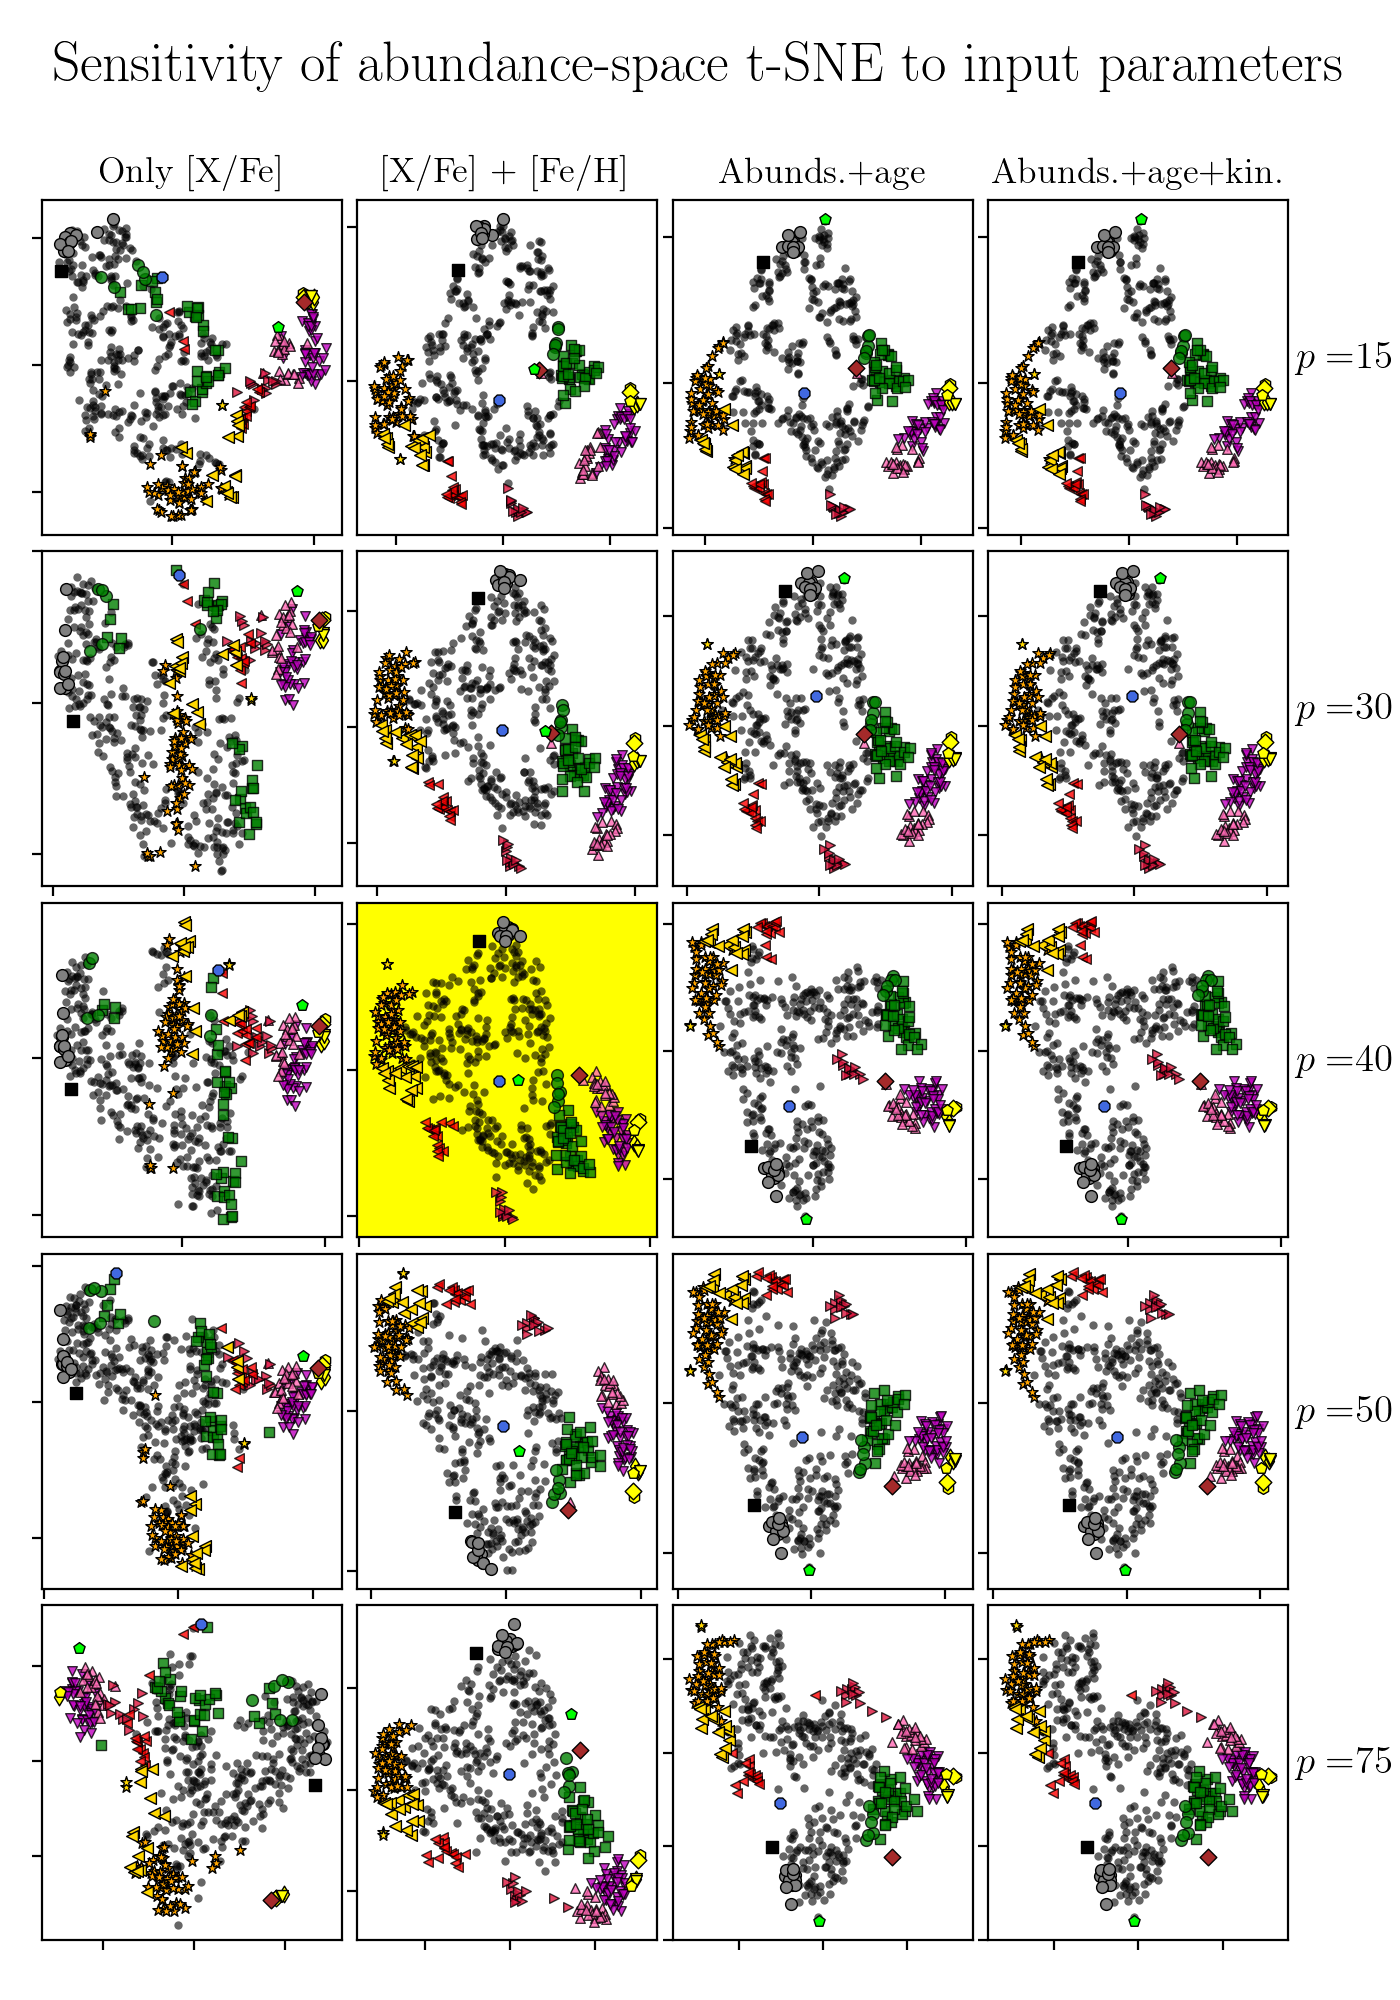 Sensitivity of abundance-space t-SNE to input parameters
Only [X/Fe] [X/Fe] + [Fe/H] Abunds.+age Abunds.+age+kin.
p =15
p =30
p =40
p =50
p =75